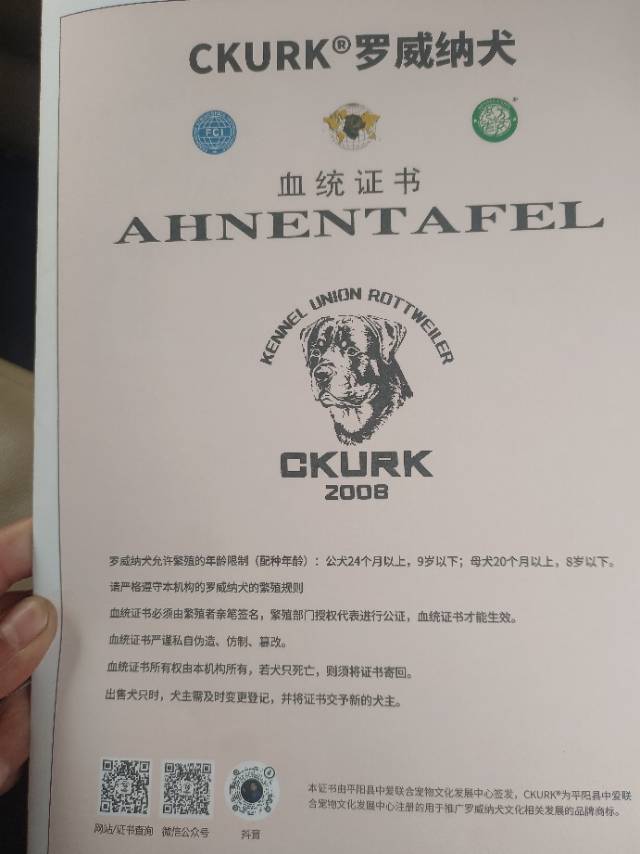 CKURK®罗威纳犬
FCI
血统证书
AHNENTAFEL
KENNEL UNION ROTTWEILER
CKURK
2008
罗威纳犬允许繁殖的年龄限制（配种年龄）：公犬24个月以上，9岁以下；母犬20个月以上，8岁以下。
请严格遵守本机构的罗威纳犬的繁殖规则
血统证书必须由繁殖者亲笔签名，繁殖部门授权代表进行公证，血统证书才能生效。
血统证书严谨私自伪造、仿制、篡改。
血统证书所有权由本机构所有，若犬只死亡，则须将证书寄回。
出售犬只时，犬主需及时变更登记，并将证书交予新的犬主。
网站/证书查询 微信公众号 抖音
本证书由平阳县中爱联合宠物文化发展中心签发，CKURK®为平阳县中爱联
合宠物文化发展中心注册的用于推广罗威纳犬文化相关发展的品牌商标。